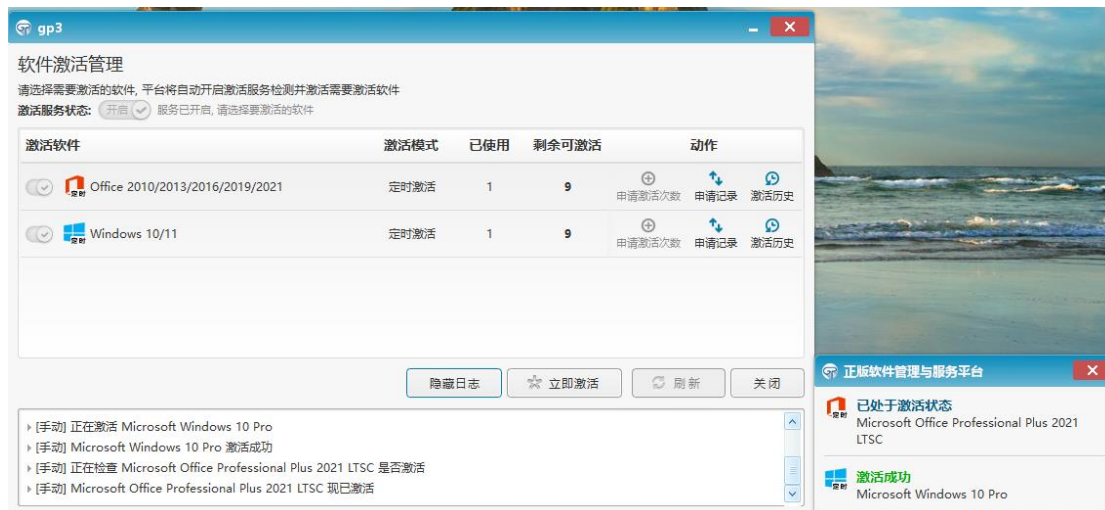 gp3
软件激活管理
请选择需要激活的软件, 平台将自动开启激活服务检测并激活需要激活软件
激活服务状态: 开启 服务已开启, 请选择要激活的软件
激活软件 激活模式 已使用 剩余可激活 动作
定时 Office 2010/2013/2016/2019/2021 定时激活 1 9 申请激活次数 申请记录 激活历史
定时 Windows 10/11 定时激活 1 9 申请激活次数 申请记录 激活历史
隐藏日志 立即激活 刷新 关闭
[手动] 正在激活 Microsoft Windows 10 Pro
[手动] Microsoft Windows 10 Pro 激活成功
[手动] 正在检查 Microsoft Office Professional Plus 2021 LTSC 是否激活
[手动] Microsoft Office Professional Plus 2021 LTSC 现已激活
正版软件管理与服务平台
定时 已处于激活状态
Microsoft Office Professional Plus 2021
LTSC
定时 激活成功
Microsoft Windows 10 Pro